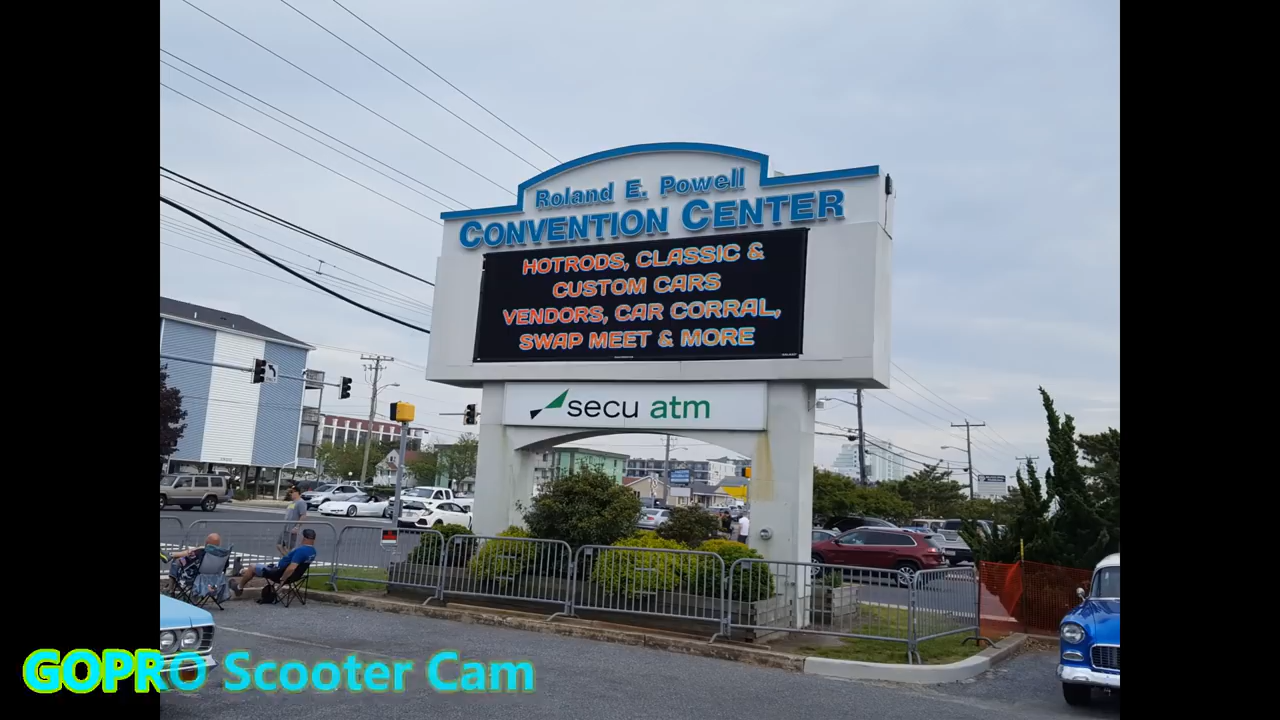 Roland E. Powell
CONVENTION CENTER
HOTRODS, CLASSIC &
CUSTOM CARS
VENDORS, CAR CORRAL,
SWAP MEET & MORE
secu atm
GOPRO Scooter Cam